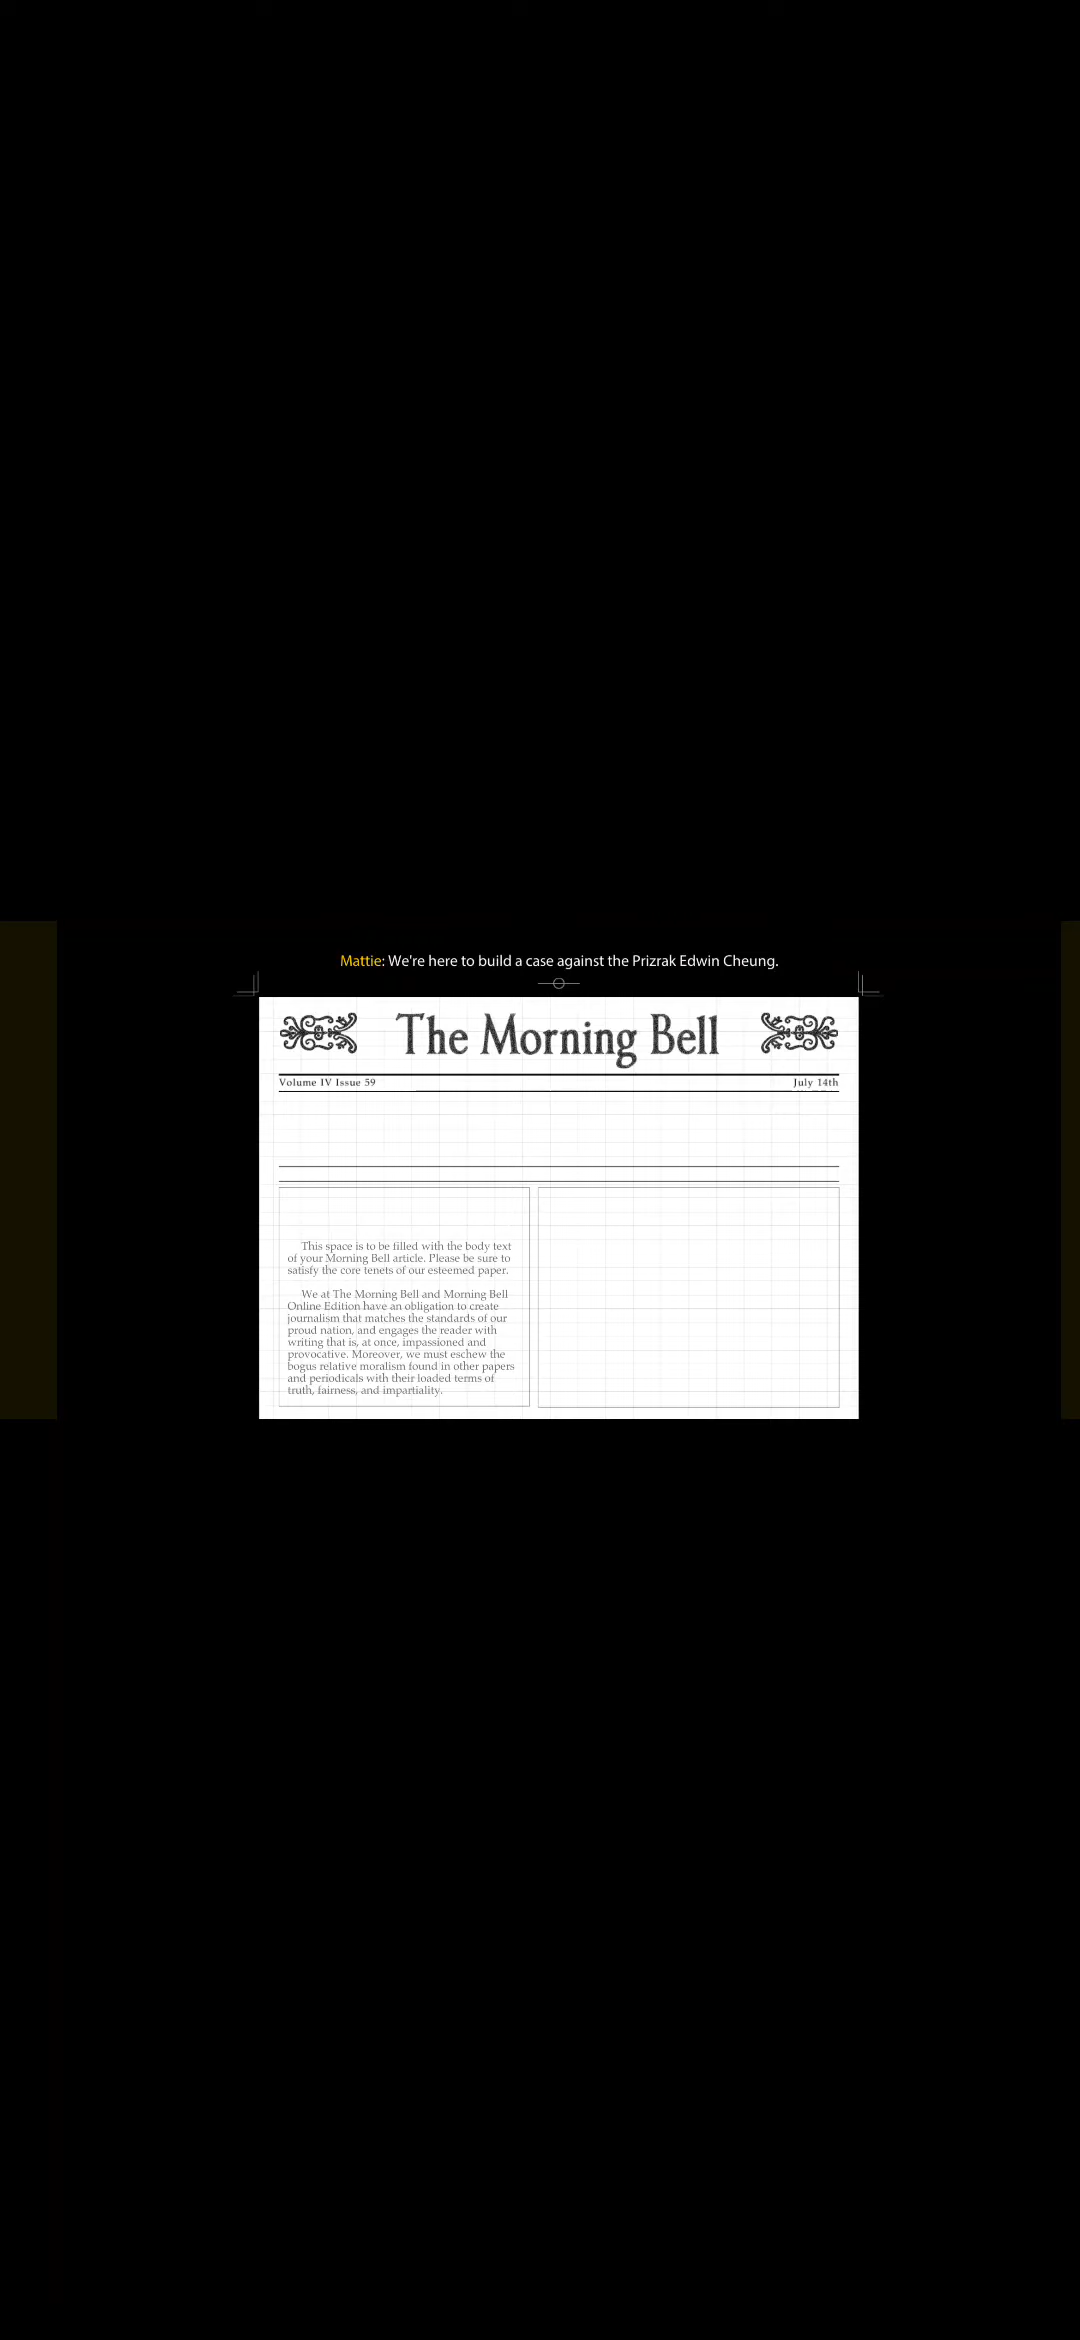 Mattie: We're here to build a case against the Prizrak Edwin Cheung.
The Morning Bell
Volume IV Issue 59
July 14th
This space is to be filled with the body text
of your Morning Bell article. Please be sure to
satisfy the core tenets of our esteemed paper.
We at The Morning Bell and Morning Bell
Online Edition have an obligation to create
journalism that matches the standards of our
proud nation, and engages the reader with
writing that is, at once, impassioned and
provocative. Moreover, we must eschew the
bogus relative moralism found in other papers
and periodicals with their loaded terms of
truth, fairness, and impartiality.